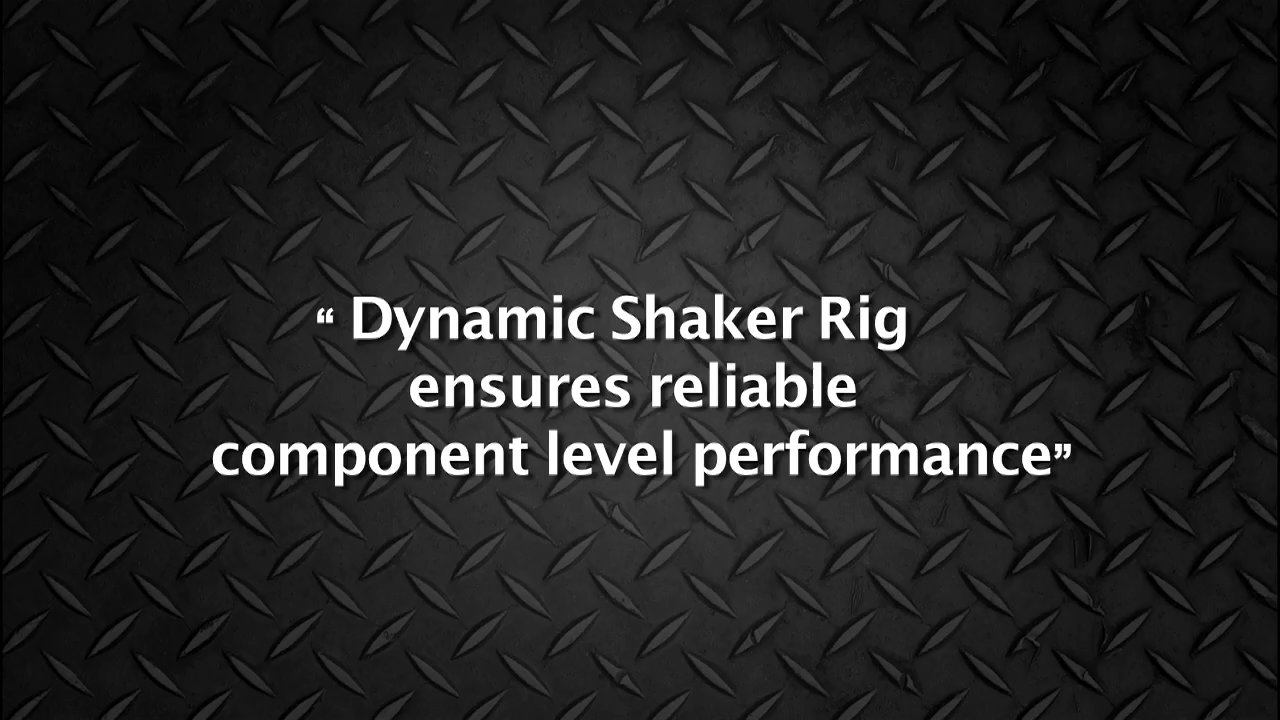 “ Dynamic Shaker Rig
ensures reliable
component level performance”